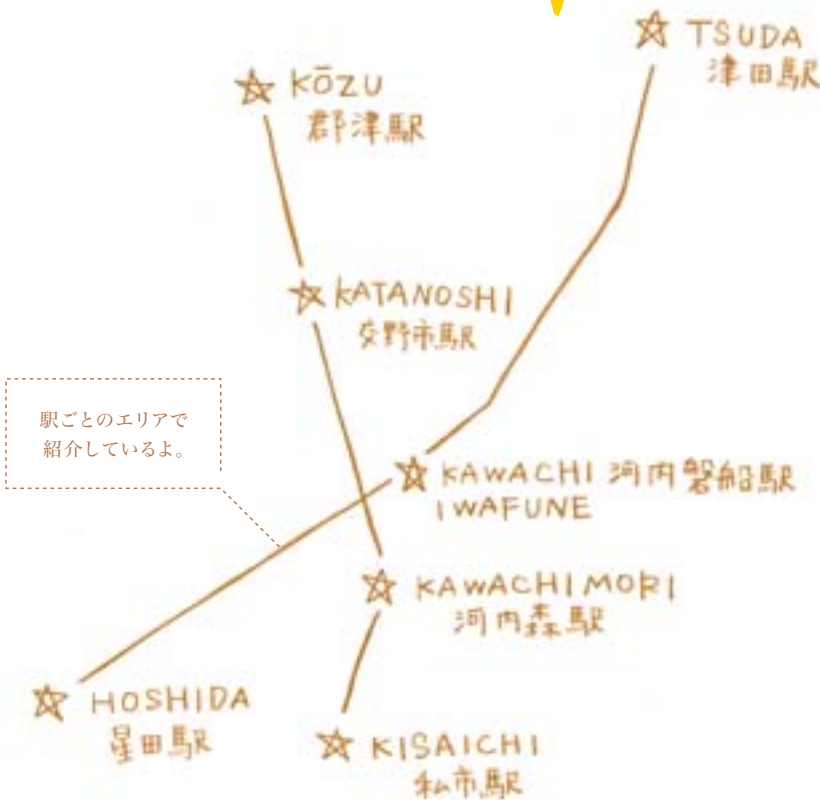 TSUDA
津田駅
KŌZU
郡津駅
KATANOSHI
交野市駅
駅ごとのエリアで
紹介しているよ。
KAWACHI 河内磐船駅
IWAFUNE
KAWACHIMORI
河内森駅
HOSHIDA
星田駅
KISAICHI
私市駅